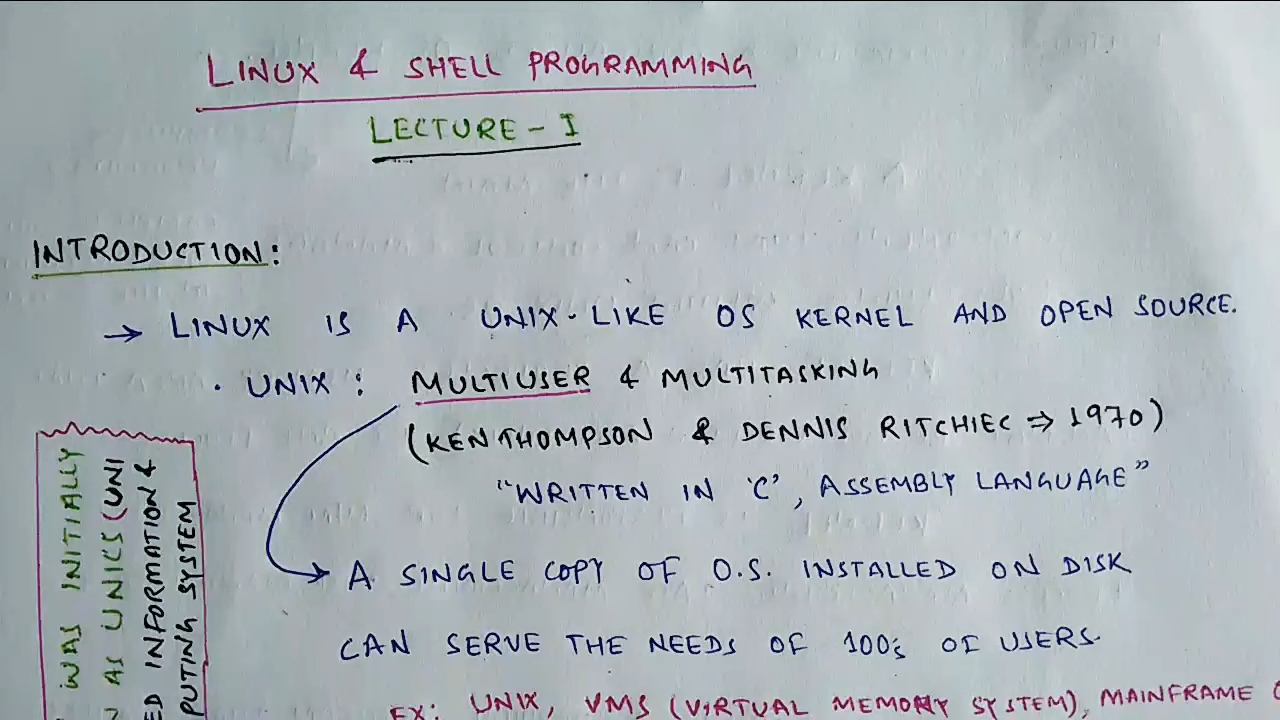 LINUX & SHELL PROGRAMMING
LECTURE - I
INTRODUCTION:
→ LINUX IS A UNIX-LIKE OS KERNEL AND OPEN SOURCE.
• UNIX: MULTIUSER & MULTITASKING
(KEN THOMPSON & DENNIS RITCHIEC ⇒ 1970)
"WRITTEN IN 'C', ASSEMBLY LANGUAGE"
→ A SINGLE COPY OF O.S. INSTALLED ON DISK
CAN SERVE THE NEEDS OF 100s OF USERS.
EX: UNIX, VMS (VIRTUAL MEMORY SYSTEM), MAINFRAME
WAS INITIALLY
AS UNICS (UNI
ED INFORMATION &
PUTING SYSTEM